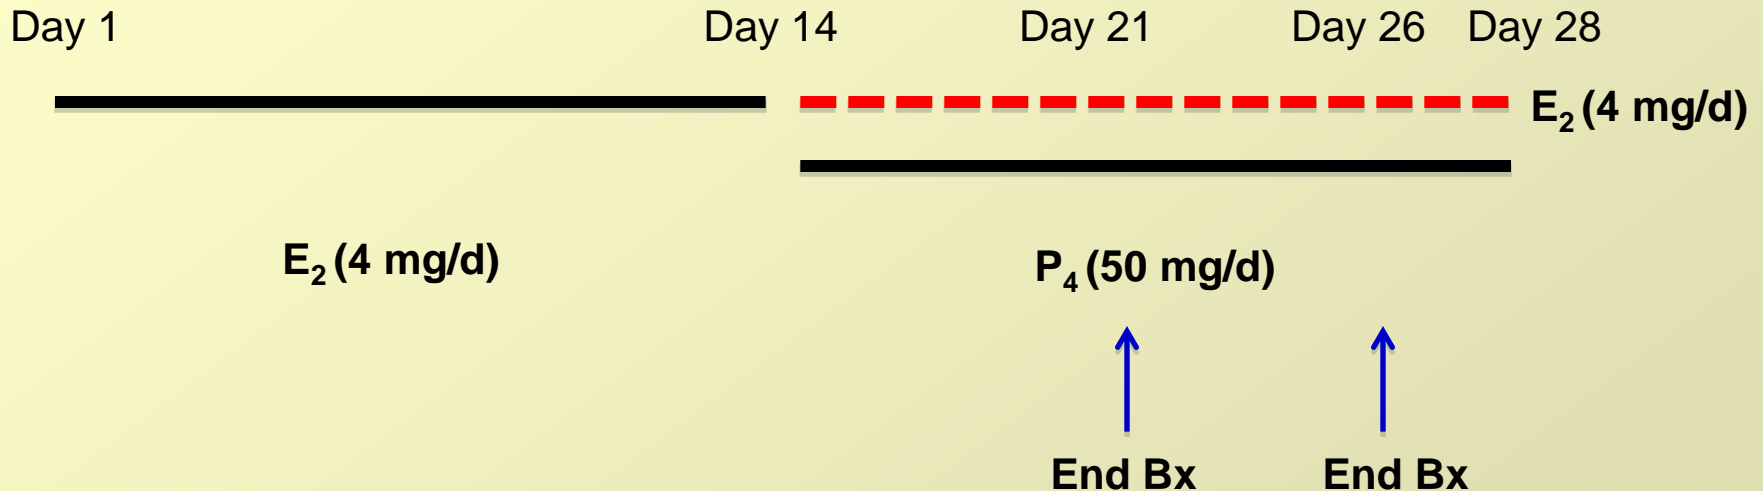 Day 1 Day 14 Day 21 Day 26 Day 28
E₂ (4 mg/d)
E₂ (4 mg/d) P₄ (50 mg/d)
End Bx End Bx